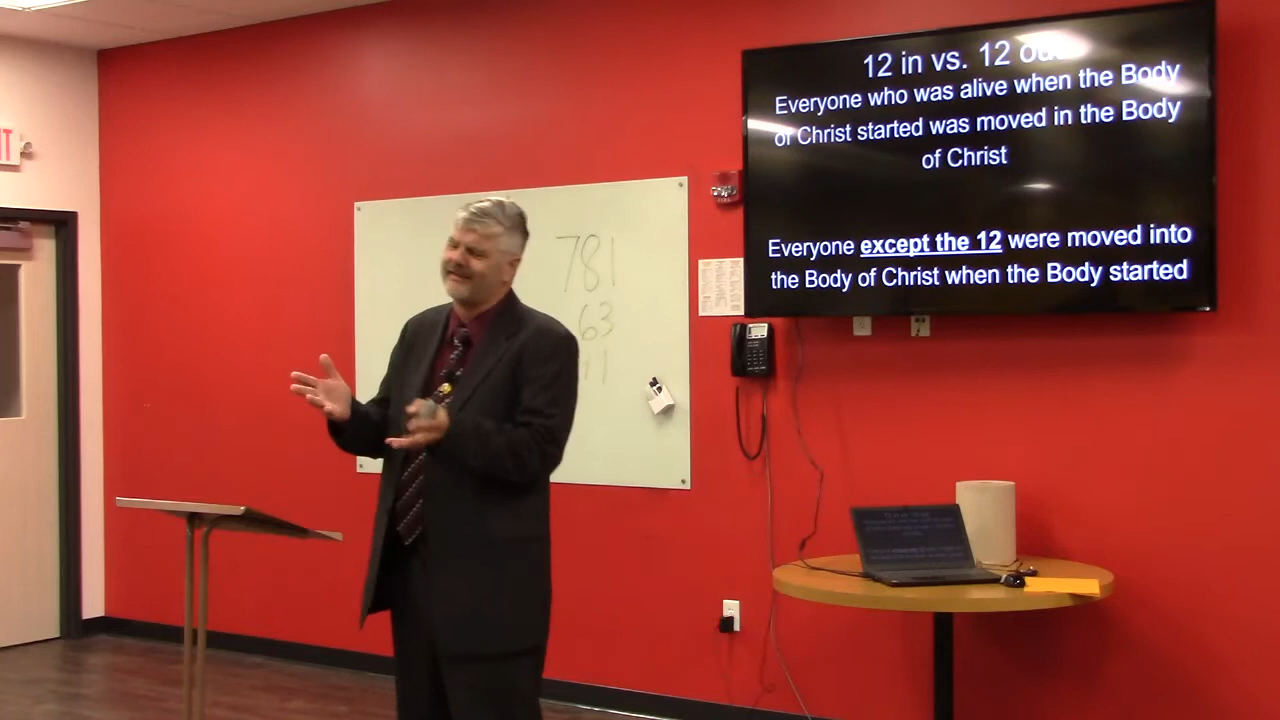 12 in vs. 12 out
Everyone who was alive when the Body
of Christ started was moved in the Body
of Christ
Everyone except the 12 were moved into
the Body of Christ when the Body started
781
63